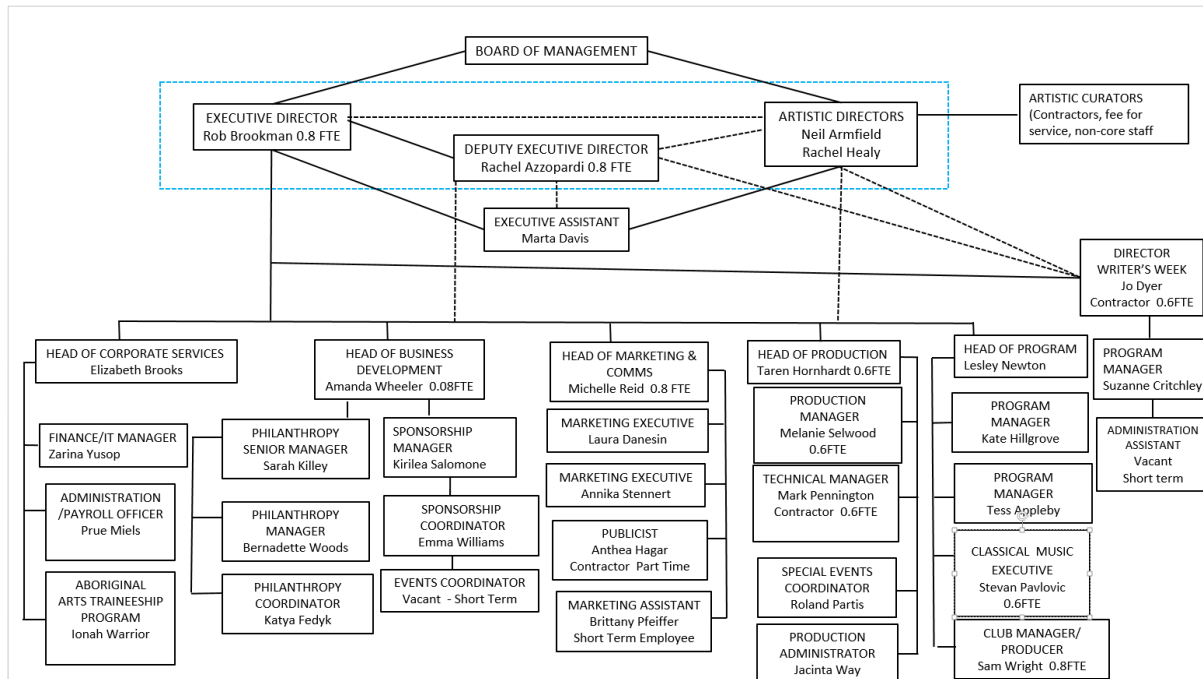 BOARD OF MANAGEMENT
EXECUTIVE DIRECTOR
Rob Brookman 0.8 FTE
ARTISTIC DIRECTORS
Neil Armfield
Rachel Healy
ARTISTIC CURATORS
(Contractors, fee for
service, non-core staff
DEPUTY EXECUTIVE DIRECTOR
Rachel Azzopardi 0.8 FTE
EXECUTIVE ASSISTANT
Marta Davis
DIRECTOR
WRITER'S WEEK
Jo Dyer
Contractor 0.6FTE
HEAD OF CORPORATE SERVICES
Elizabeth Brooks
FINANCE/IT MANAGER
Zarina Yusop
ADMINISTRATION
/PAYROLL OFFICER
Prue Miels
ABORIGINAL
ARTS TRAINEESHIP
PROGRAM
Ionah Warrior
HEAD OF BUSINESS
DEVELOPMENT
Amanda Wheeler 0.08FTE
PHILANTHROPY
SENIOR MANAGER
Sarah Killey
PHILANTHROPY
MANAGER
Bernadette Woods
PHILANTHROPY
COORDINATOR
Katya Fedyk
SPONSORSHIP
MANAGER
Kirilea Salomone
SPONSORSHIP
COORDINATOR
Emma Williams
EVENTS COORDINATOR
Vacant - Short Term
HEAD OF MARKETING &
COMMS
Michelle Reid 0.8 FTE
MARKETING EXECUTIVE
Laura Danesin
MARKETING EXECUTIVE
Annika Stennert
PUBLICIST
Anthea Hagar
Contractor Part Time
MARKETING ASSISTANT
Brittany Pfeiffer
Short Term Employee
HEAD OF PRODUCTION
Taren Hornhardt 0.6FTE
PRODUCTION
MANAGER
Melanie Selwood
0.6FTE
TECHNICAL MANAGER
Mark Pennington
Contractor 0.6FTE
SPECIAL EVENTS
COORDINATOR
Roland Partis
PRODUCTION
ADMINISTRATOR
Jacinta Way
HEAD OF PROGRAM
Lesley Newton
PROGRAM
MANAGER
Kate Hillgrove
PROGRAM
MANAGER
Tess Appleby
CLASSICAL MUSIC
EXECUTIVE
Stevan Pavlovic
0.6FTE
CLUB MANAGER/
PRODUCER
Sam Wright 0.8FTE
PROGRAM
MANAGER
Suzanne Critchley
ADMINISTRATION
ASSISTANT
Vacant
Short term